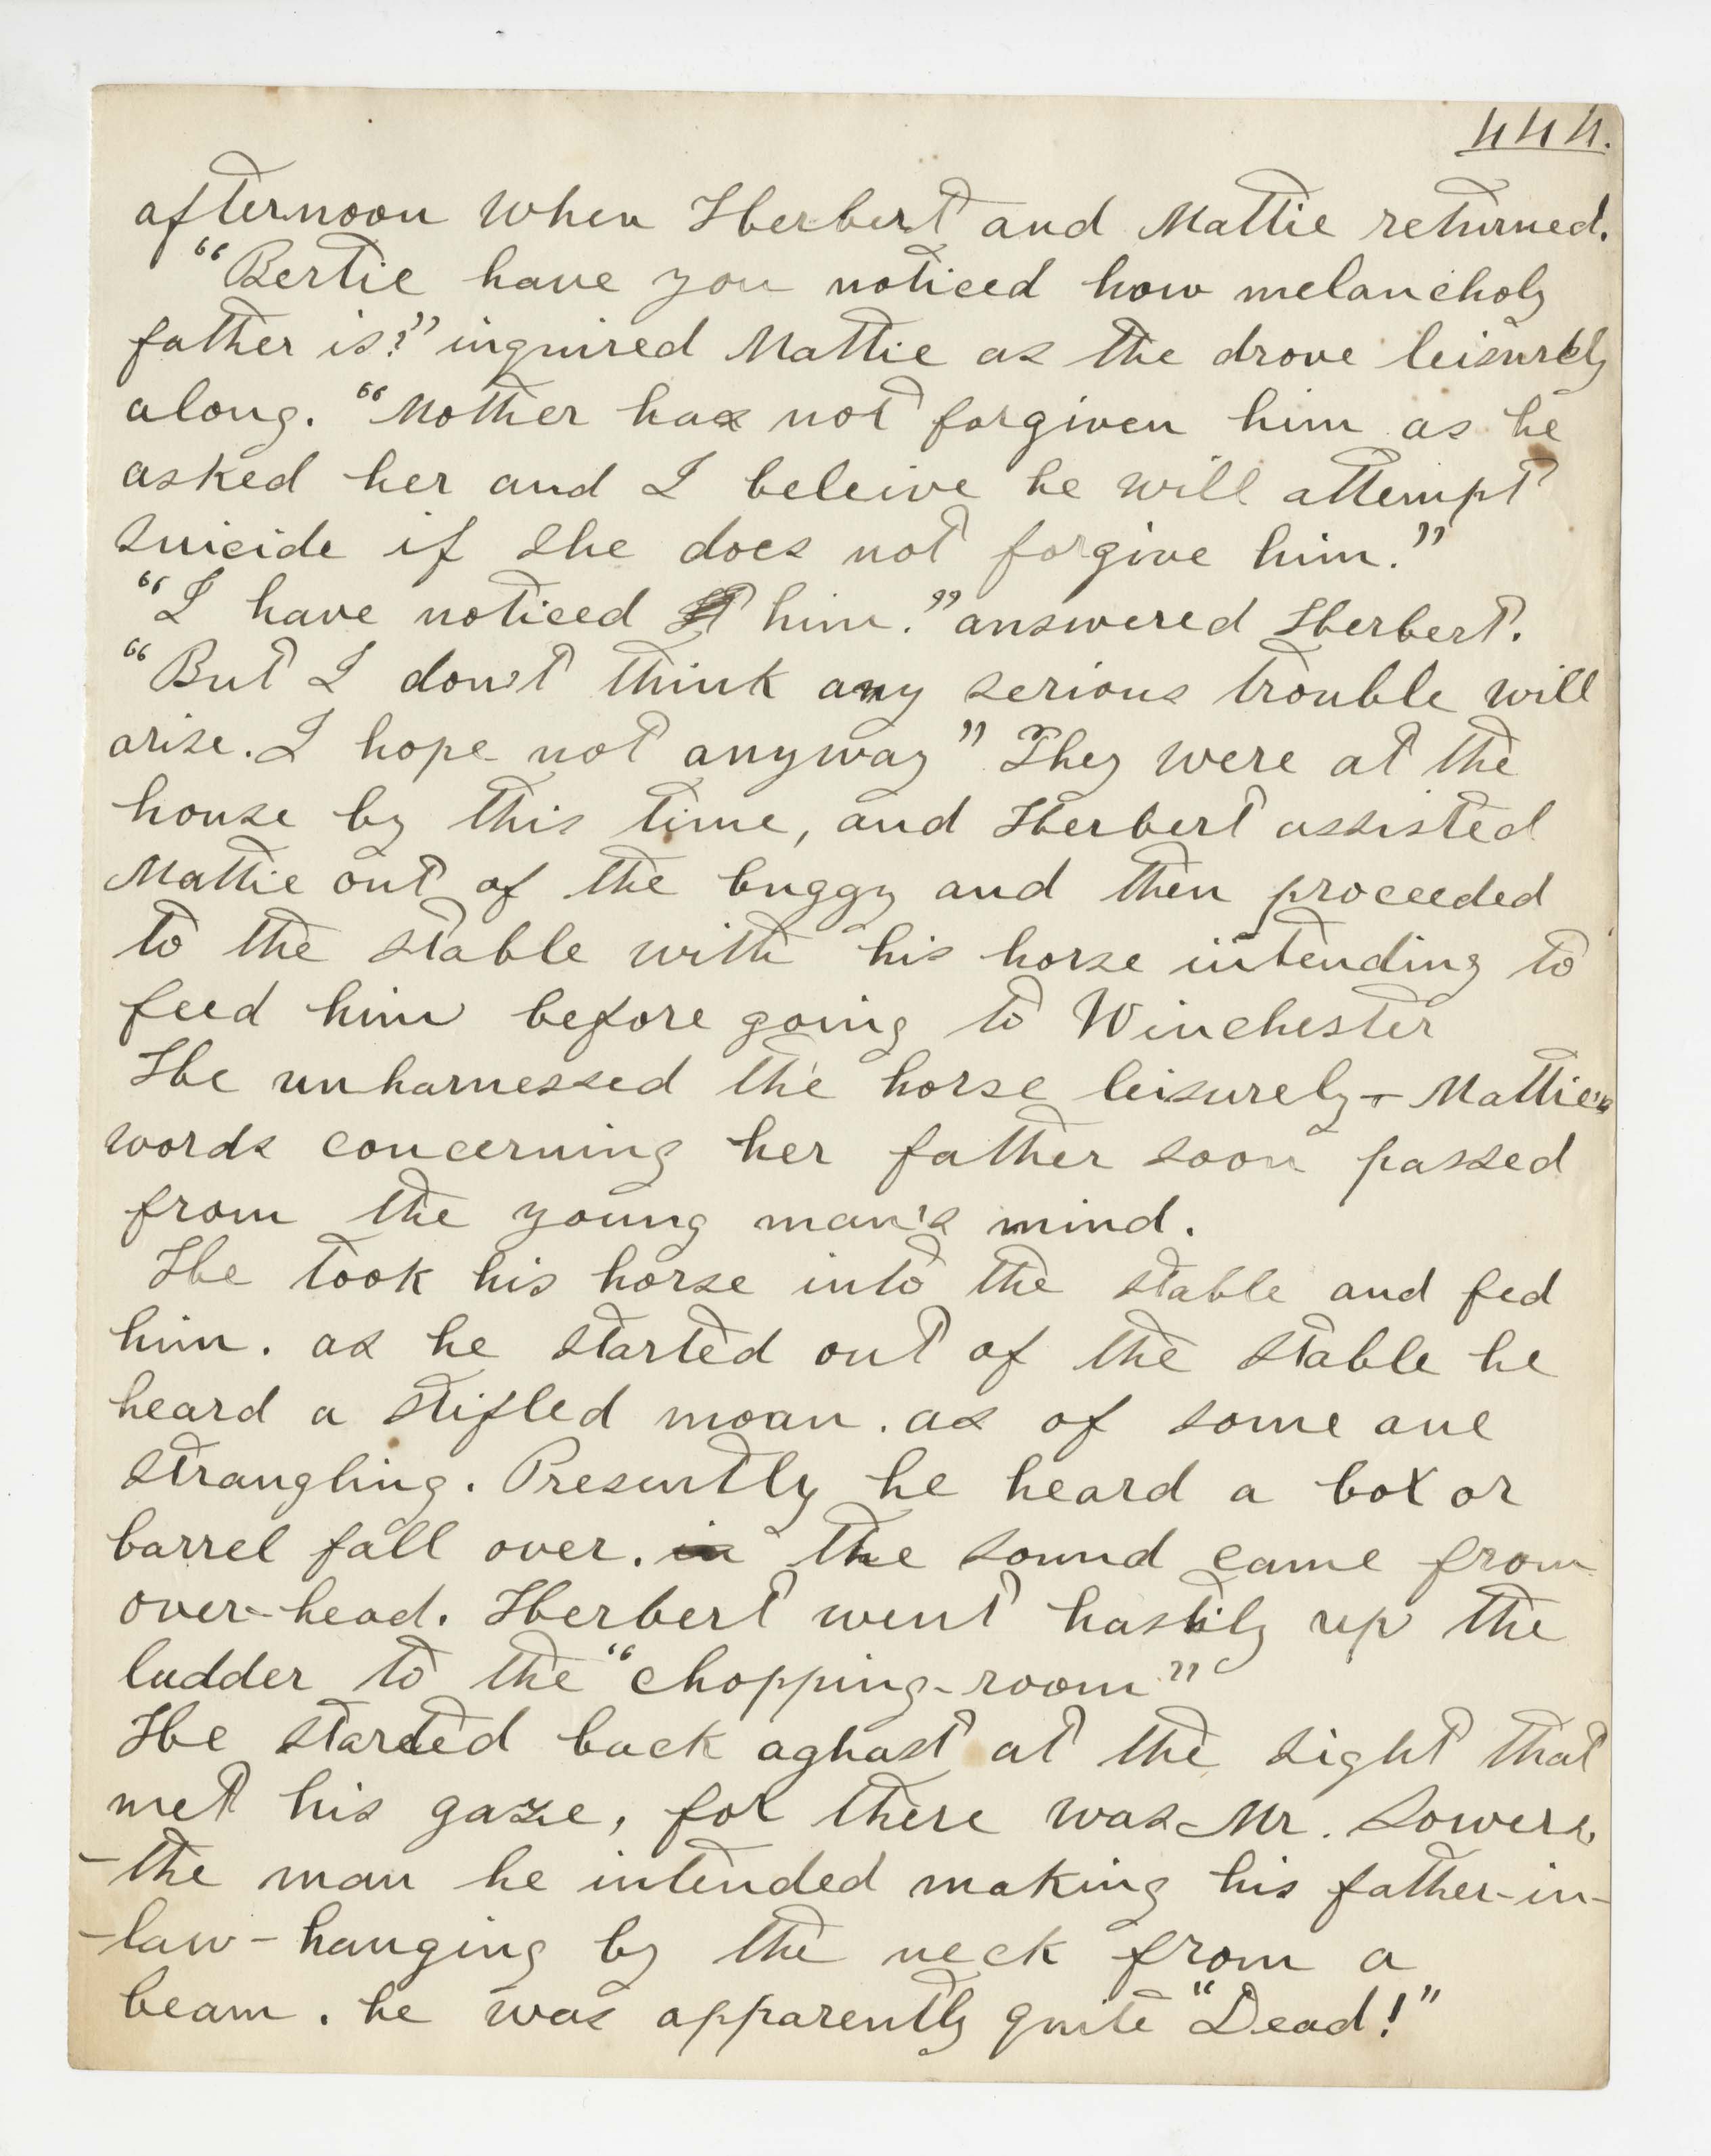 444.
afternoon when Herbert and Mattie returned.
“Bertie have you noticed how melancholy
father is?” inquired Mattie as the drove leisurely
along. “Mother has not forgiven him as he
asked her and I beleive he will attempt
suicide if she does not forgive him.”
“I have noticed him.” answered Herbert.
“But I don't think any serious trouble will
arise. I hope not anyway” They were at the
house by this time, and Herbert assisted
Mattie out of the buggy and then proceeded
to the stable with his horse intending to
feed him before going to Winchester
He unharnessed the horse leisurely - Mattie's
words concerning her father soon passed
from the young man's mind.
He took his horse into the stable and fed
him. as he started out of the stable he
heard a stifled moan. as of some one
strangling. Presently he heard a box or
barrel fall over. in the sound came from
over-head. Herbert went hastily up the
ladder to the “chopping-room”
He started back aghast at the sight that
met his gaze, for there was Mr. Sowers,
-the man he intended making his father-in-
-law-hanging by the neck from a
beam. he was apparently quite “Dead!”